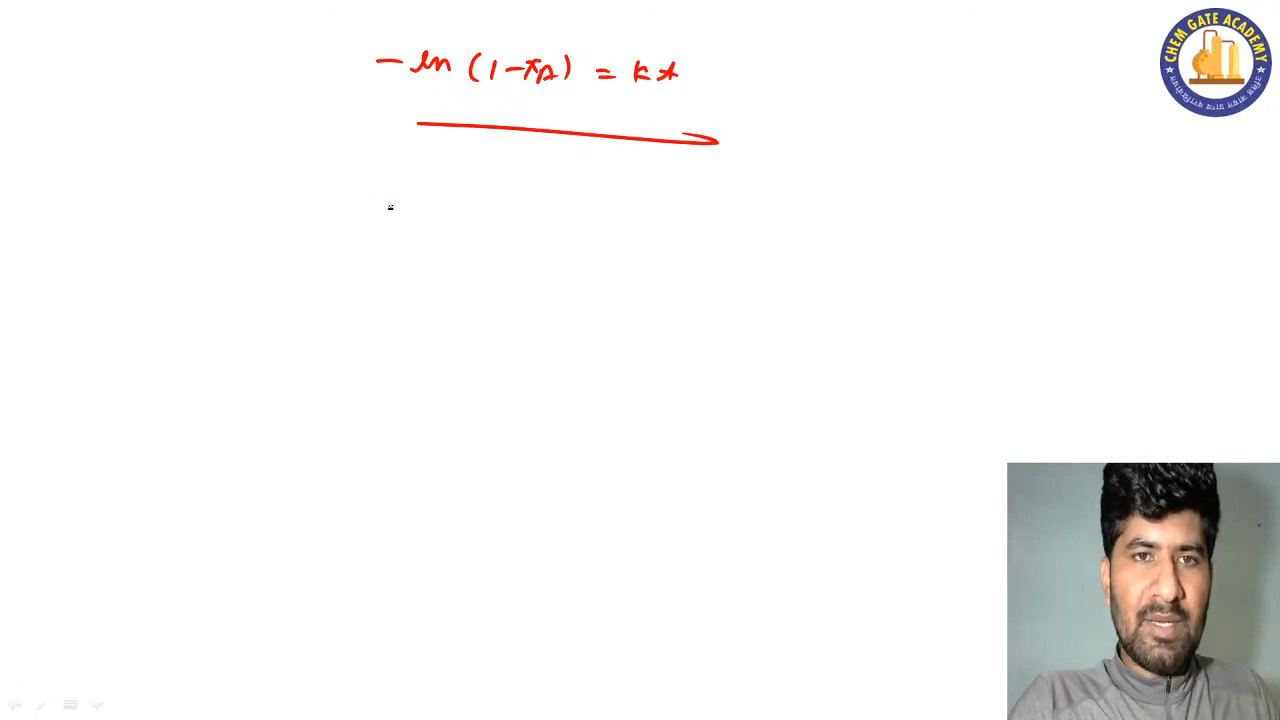 - ln (1-xA) = kt
CHEM GATE ACADEMY